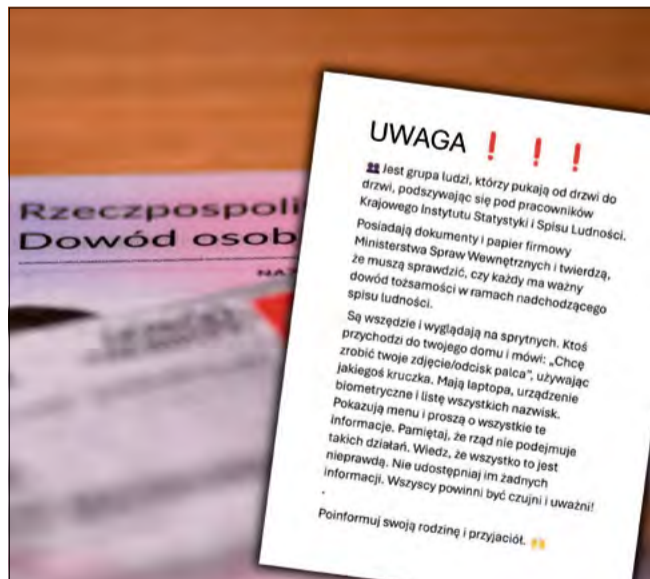 Rzeczpospoli
Dowód osob
UWAGA ❗ ❗ ❗
👥 Jest grupa ludzi, którzy pukają od drzwi do
drzwi, podszywając się pod pracowników
Krajowego Instytutu Statystyki i Spisu Ludności.
Posiadają dokumenty i papier firmowy
Ministerstwa Spraw Wewnętrznych i twierdzą,
że muszą sprawdzić, czy każdy ma ważny
dowód tożsamości w ramach nadchodzącego
spisu ludności.
Są wszędzie i wyglądają na sprytnych. Ktoś
przychodzi do twojego domu i mówi: „Chcę
zrobić twoje zdjęcie/odcisk palca”, używając
jakiegoś kruczka. Mają laptopa, urządzenie
biometryczne i listę wszystkich nazwisk.
Pokazują menu i proszą o wszystkie te
informacje. Pamiętaj, że rząd nie podejmuje
takich działań. Wiedz, że wszystko to jest
nieprawdą. Nie udostępniaj im żadnych
informacji. Wszyscy powinni być czujni i uważni!
.
Poinformuj swoją rodzinę i przyjaciół. 🙌